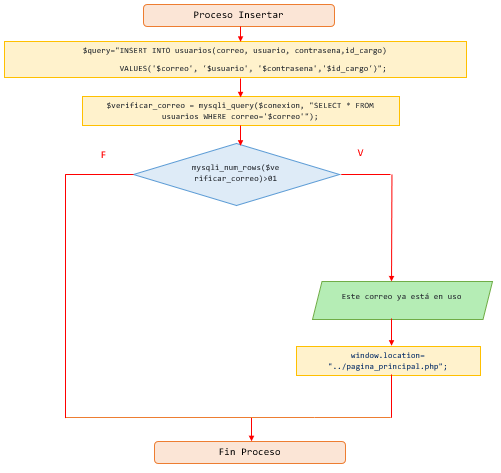 Proceso Insertar
$query="INSERT INTO usuarios(correo, usuario, contrasena,id_cargo)
VALUES('$correo', '$usuario', '$contrasena','$id_cargo')";
$verificar_correo = mysqli_query($conexion, "SELECT * FROM
usuarios WHERE correo='$correo'");
F
V
mysqli_num_rows($ve
rificar_correo)>01
Este correo ya está en uso
window.location=
"../pagina_principal.php";
Fin Proceso